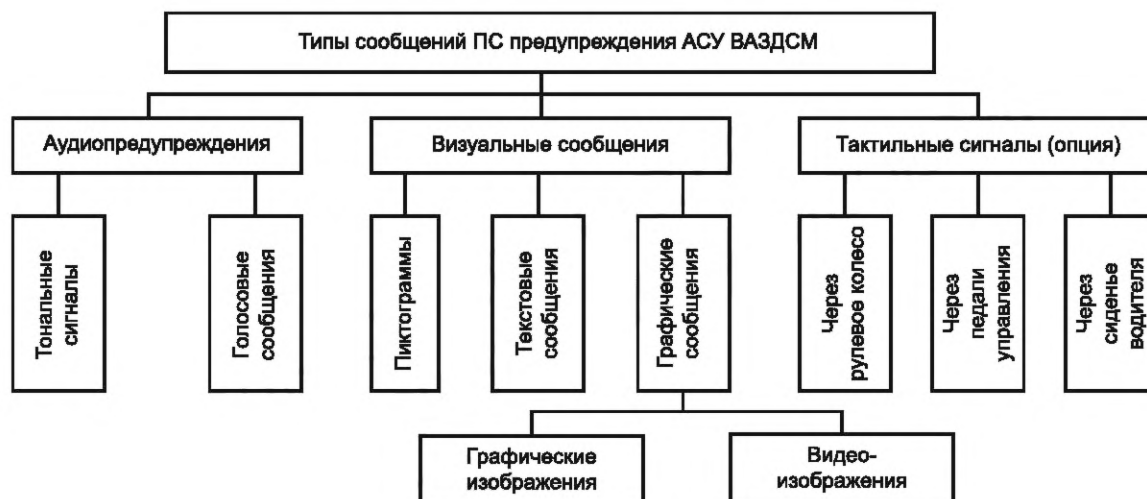 Типы сообщений ПС предупреждения АСУ ВАЗДСМ
Аудиопредупреждения
Визуальные сообщения
Тактильные сигналы (опция)
Тональные
сигналы
Голосовые
сообщения
Пиктограммы
Текстовые
сообщения
Графические
сообщения
Через
рулевое колесо
Через
педали
управления
Через
сиденье
водителя
Графические
изображения
Видео-
изображения